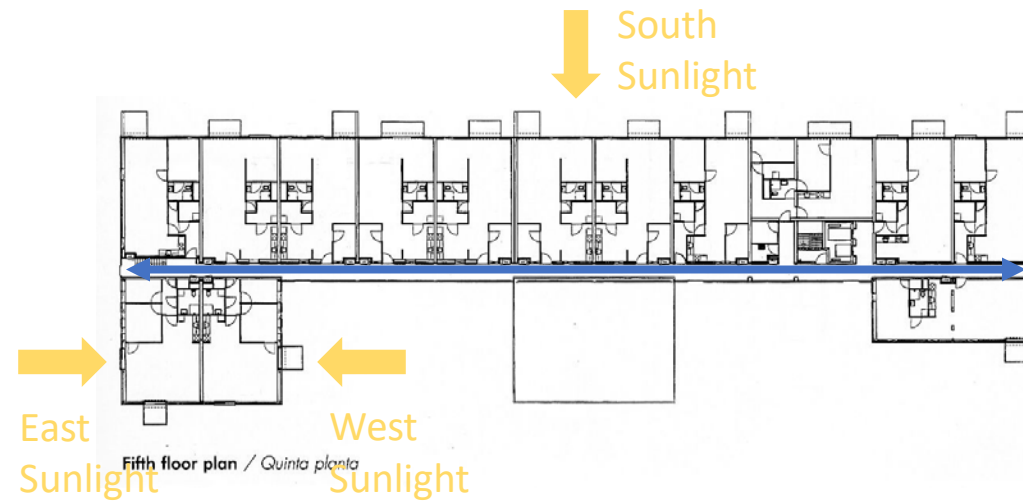 South
Sunlight
East
Sunlight
West
Sunlight
Fifth floor plan / Quinta planta